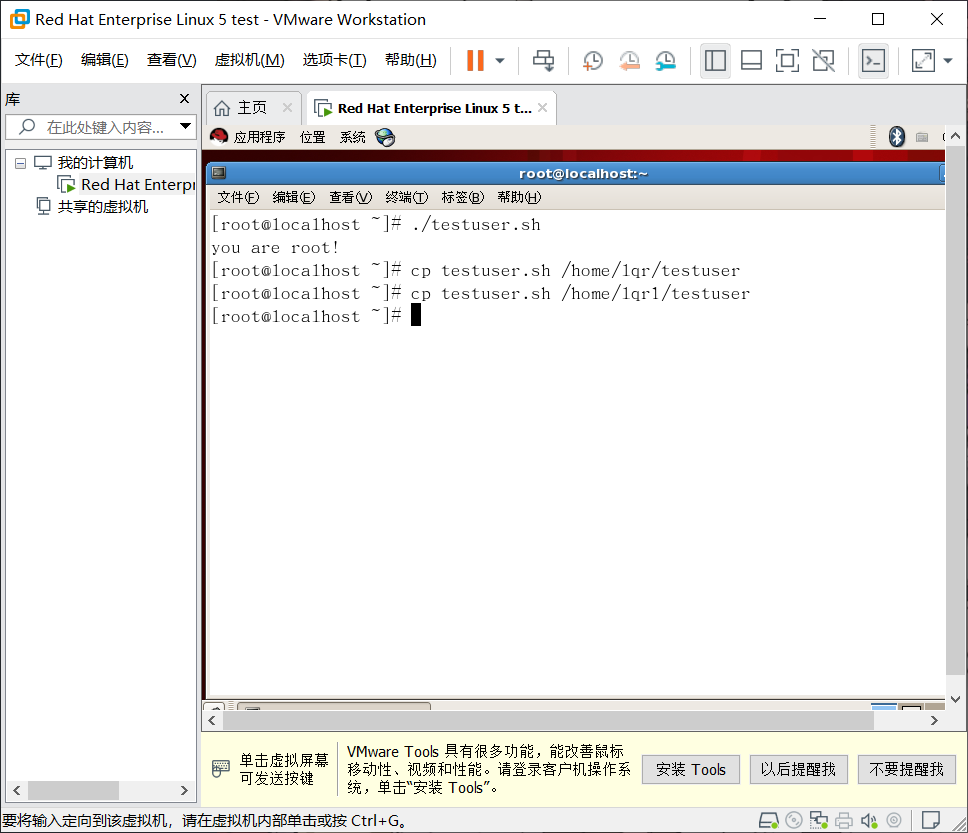 Red Hat Enterprise Linux 5 test - VMware Workstation
文件(F) 编辑(E) 查看(V) 虚拟机(M) 选项卡(T) 帮助(H)
库
在此处键入内容...
我的计算机
Red Hat Enterpr
共享的虚拟机
主页
Red Hat Enterprise Linux 5 t...
应用程序 位置 系统
root@localhost:~
文件(F) 编辑(E) 查看(V) 终端(T) 标签(B) 帮助(H)
[root@localhost ~]# ./testuser.sh
you are root!
[root@localhost ~]# cp testuser.sh /home/lqr/testuser
[root@localhost ~]# cp testuser.sh /home/lqr1/testuser
[root@localhost ~]#
单击虚拟屏幕
可发送按键
VMware Tools 具有很多功能，能改善鼠标
移动性、视频和性能。请登录客户机操作系
统，单击“安装 Tools”。
安装 Tools
以后提醒我
不要提醒我
要将输入定向到该虚拟机，请在虚拟机内部单击或按 Ctrl+G。